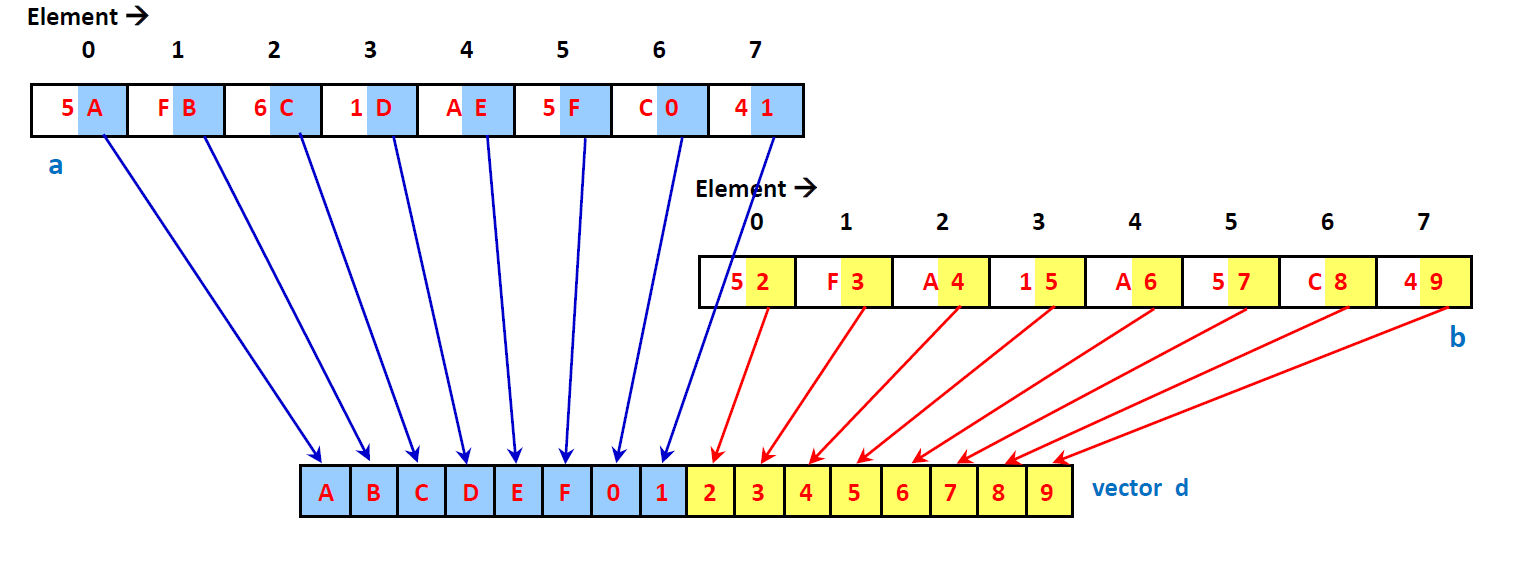 Element →
0 1 2 3 4 5 6 7
5 A F B 6 C 1 D A E 5 F C 0 4 1
a
Element →
0 1 2 3 4 5 6 7
5 2 F 3 A 4 1 5 A 6 5 7 C 8 4 9
b
A B C D E F 0 1 2 3 4 5 6 7 8 9 vector d